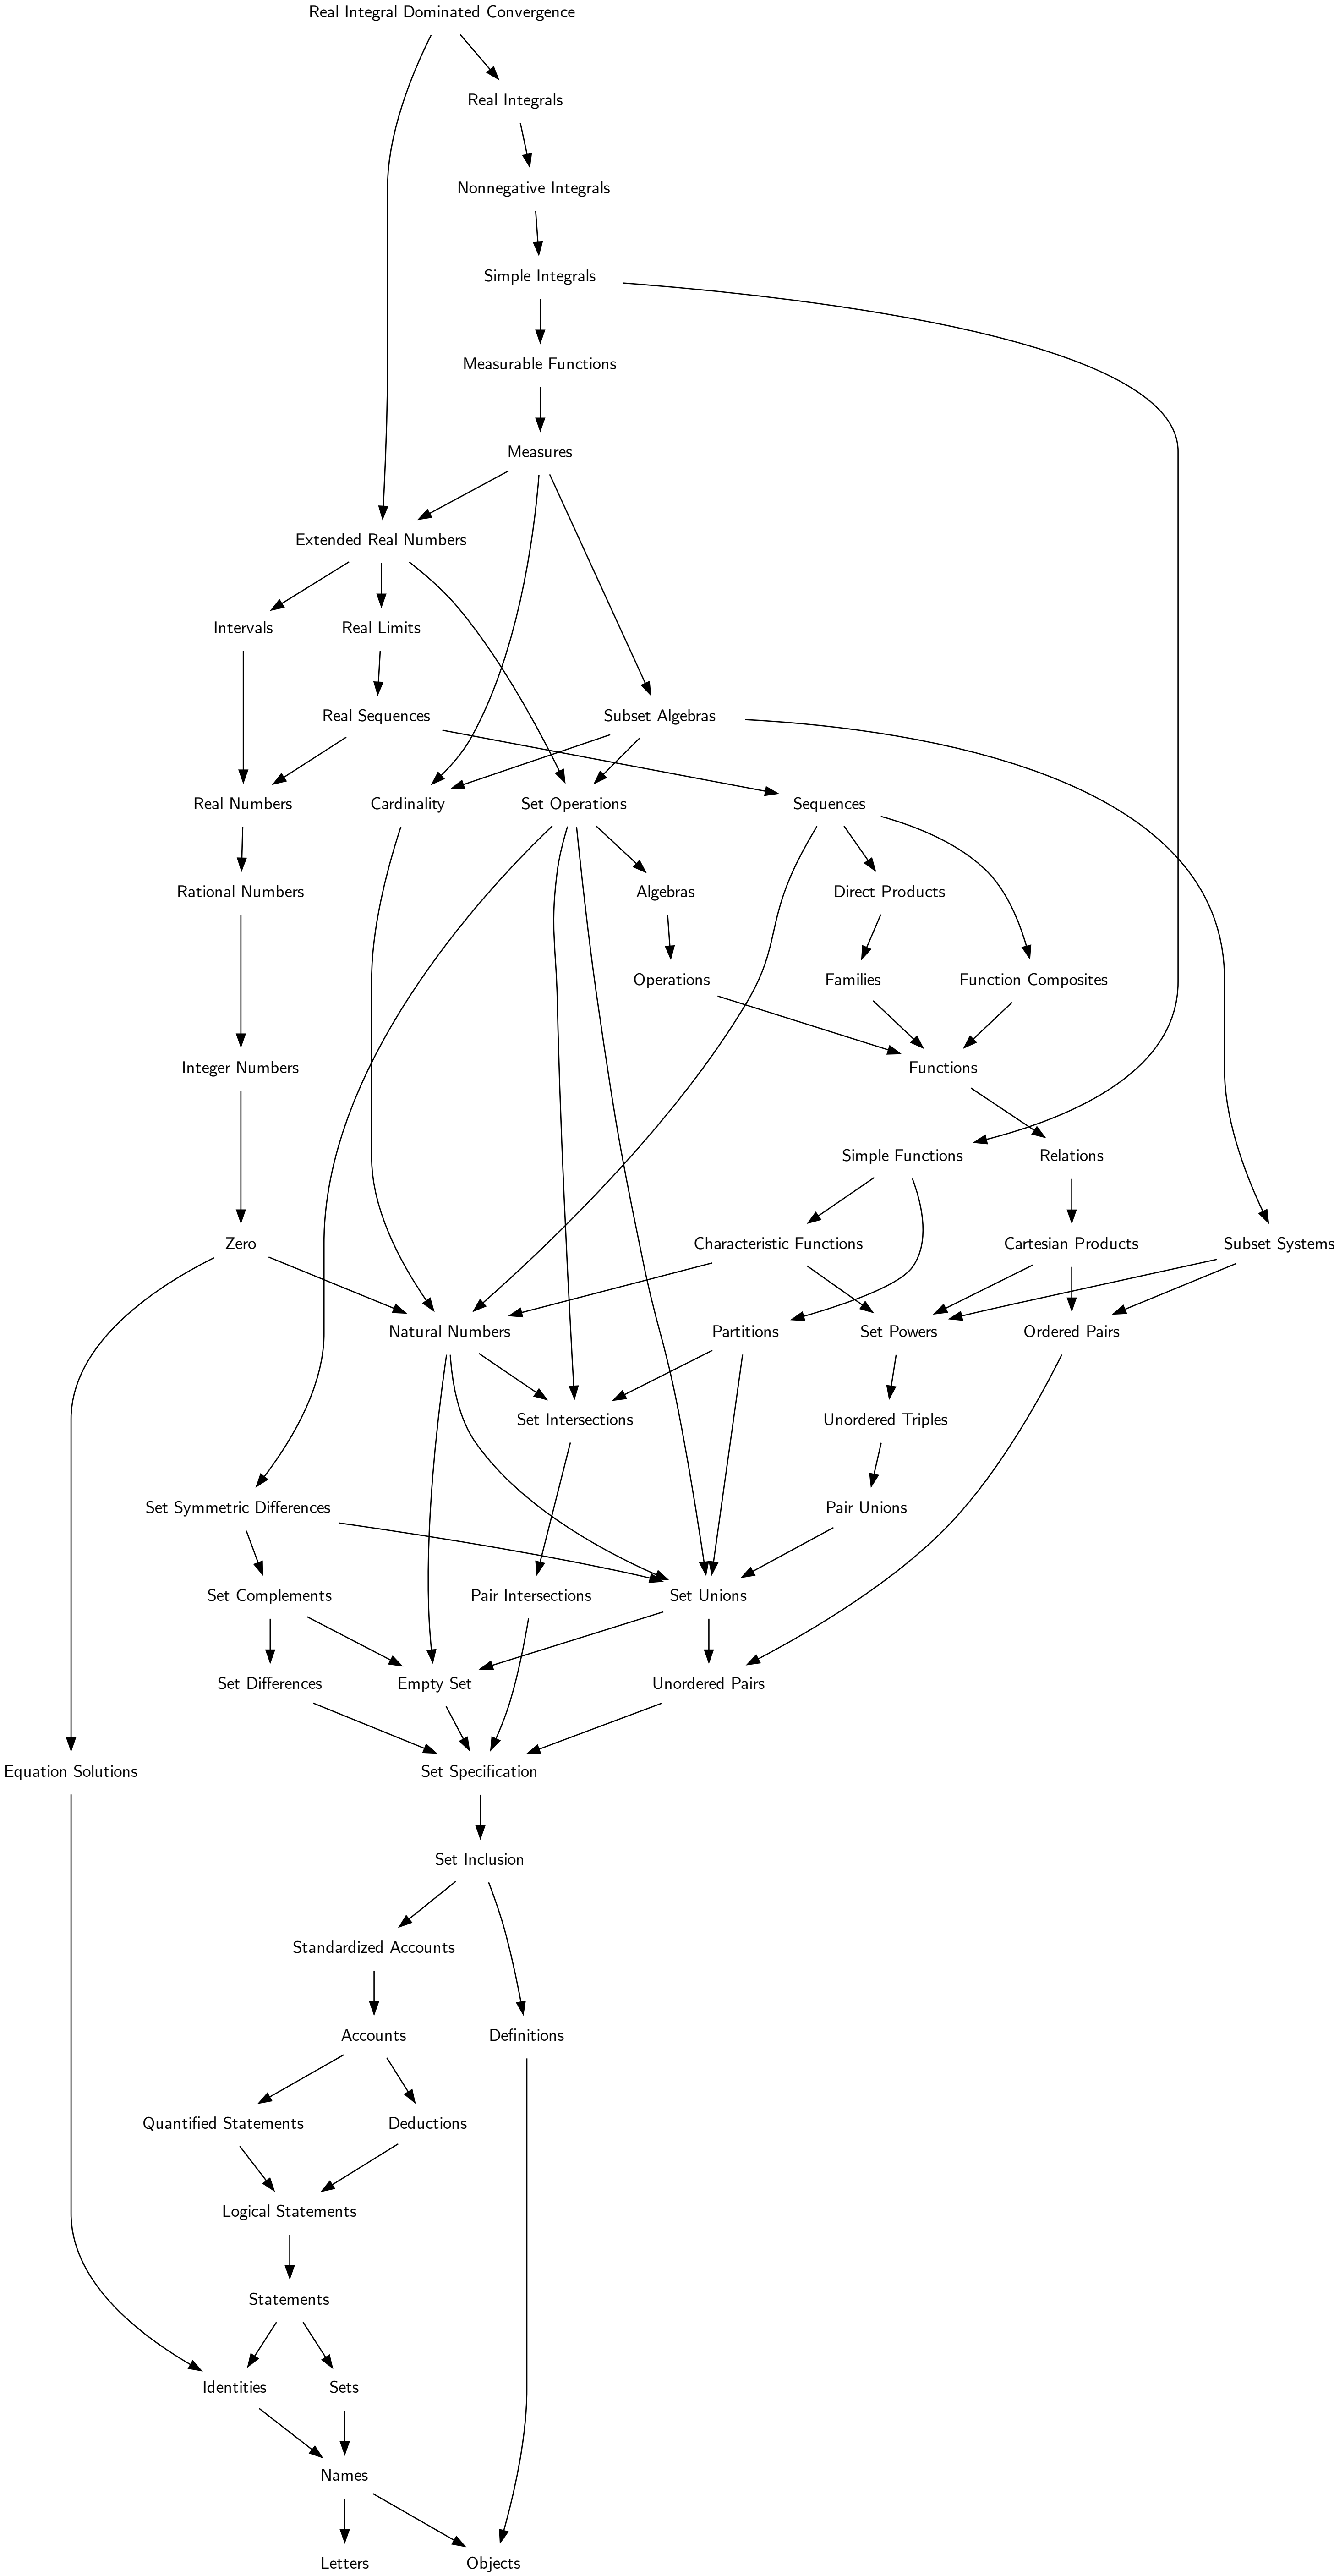 Real Integral Dominated Convergence
Real Integrals
Nonnegative Integrals
Simple Integrals
Measurable Functions
Measures
Extended Real Numbers
Intervals
Real Limits
Real Sequences
Subset Algebras
Real Numbers
Cardinality
Set Operations
Sequences
Rational Numbers
Algebras
Direct Products
Operations
Families
Function Composites
Integer Numbers
Functions
Simple Functions
Relations
Zero
Characteristic Functions
Cartesian Products
Subset Systems
Natural Numbers
Partitions
Set Powers
Ordered Pairs
Set Intersections
Unordered Triples
Set Symmetric Differences
Pair Unions
Set Complements
Pair Intersections
Set Unions
Set Differences
Empty Set
Unordered Pairs
Equation Solutions
Set Specification
Set Inclusion
Standardized Accounts
Accounts
Definitions
Quantified Statements
Deductions
Logical Statements
Statements
Identities
Sets
Names
Letters
Objects